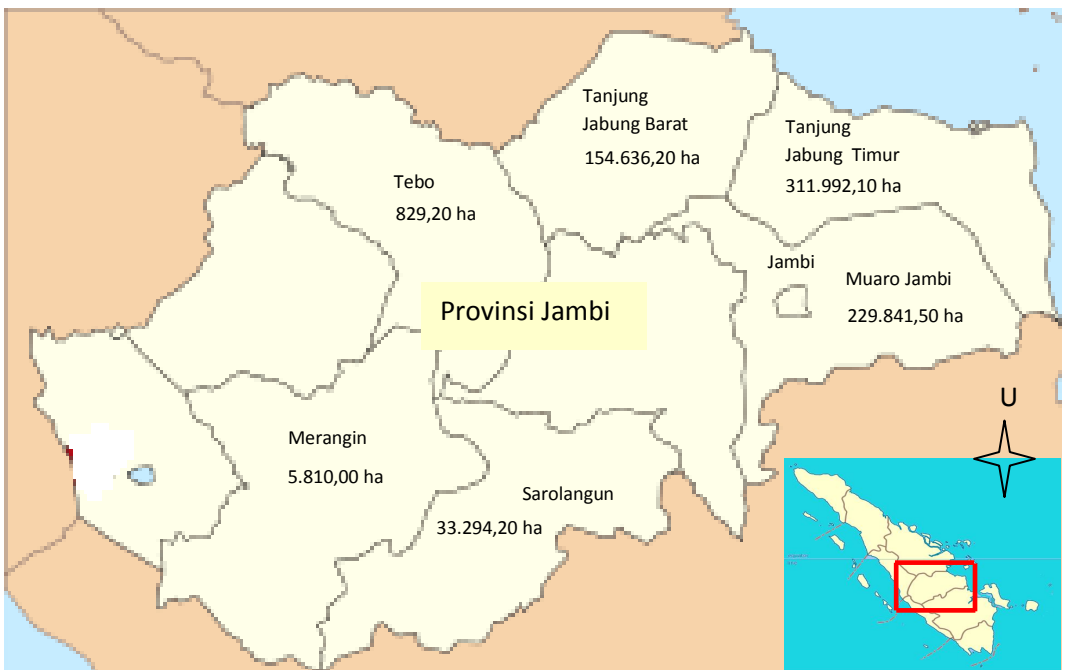 Tanjung
Jabung Barat
154.636,20 ha
Tanjung
Jabung Timur
311.992,10 ha
Tebo
829,20 ha
Jambi
Muaro Jambi
229.841,50 ha
Provinsi Jambi
Merangin
5.810,00 ha
Sarolangun
33.294,20 ha
U